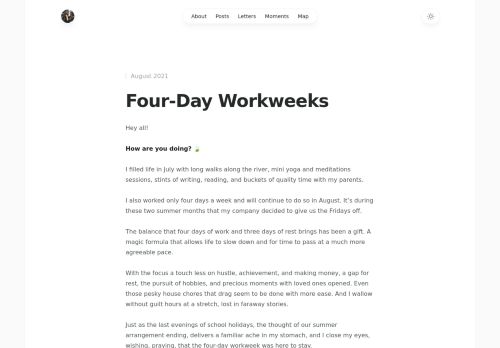 About Posts Letters Moments Map
August 2021
Four-Day Workweeks
Hey all!
How are you doing? 🍃
I filled life in July with long walks along the river, mini yoga and meditations
sessions, stints of writing, reading, and buckets of quality time with my parents.
I also worked only four days a week and will continue to do so in August. It's during
these two summer months that my company decided to give us the Fridays off.
The balance that four days of work and three days of rest brings has been a gift. A
magic formula that allows life to slow down and for time to pass at a much more
agreeable pace.
With the focus a touch less on hustle, achievement, and making money, a gap for
rest, the pursuit of hobbies, and precious moments with loved ones opened. Even
those pesky house chores that drag seem to be done with more ease. And I wallow
without guilt hours at a stretch, lost in faraway stories.
Just as the last evenings of school holidays, the thought of our summer
arrangement ending, delivers a familiar ache in my stomach, and I close my eyes,
wishing, praying, that the four-day workweek was here to stay.